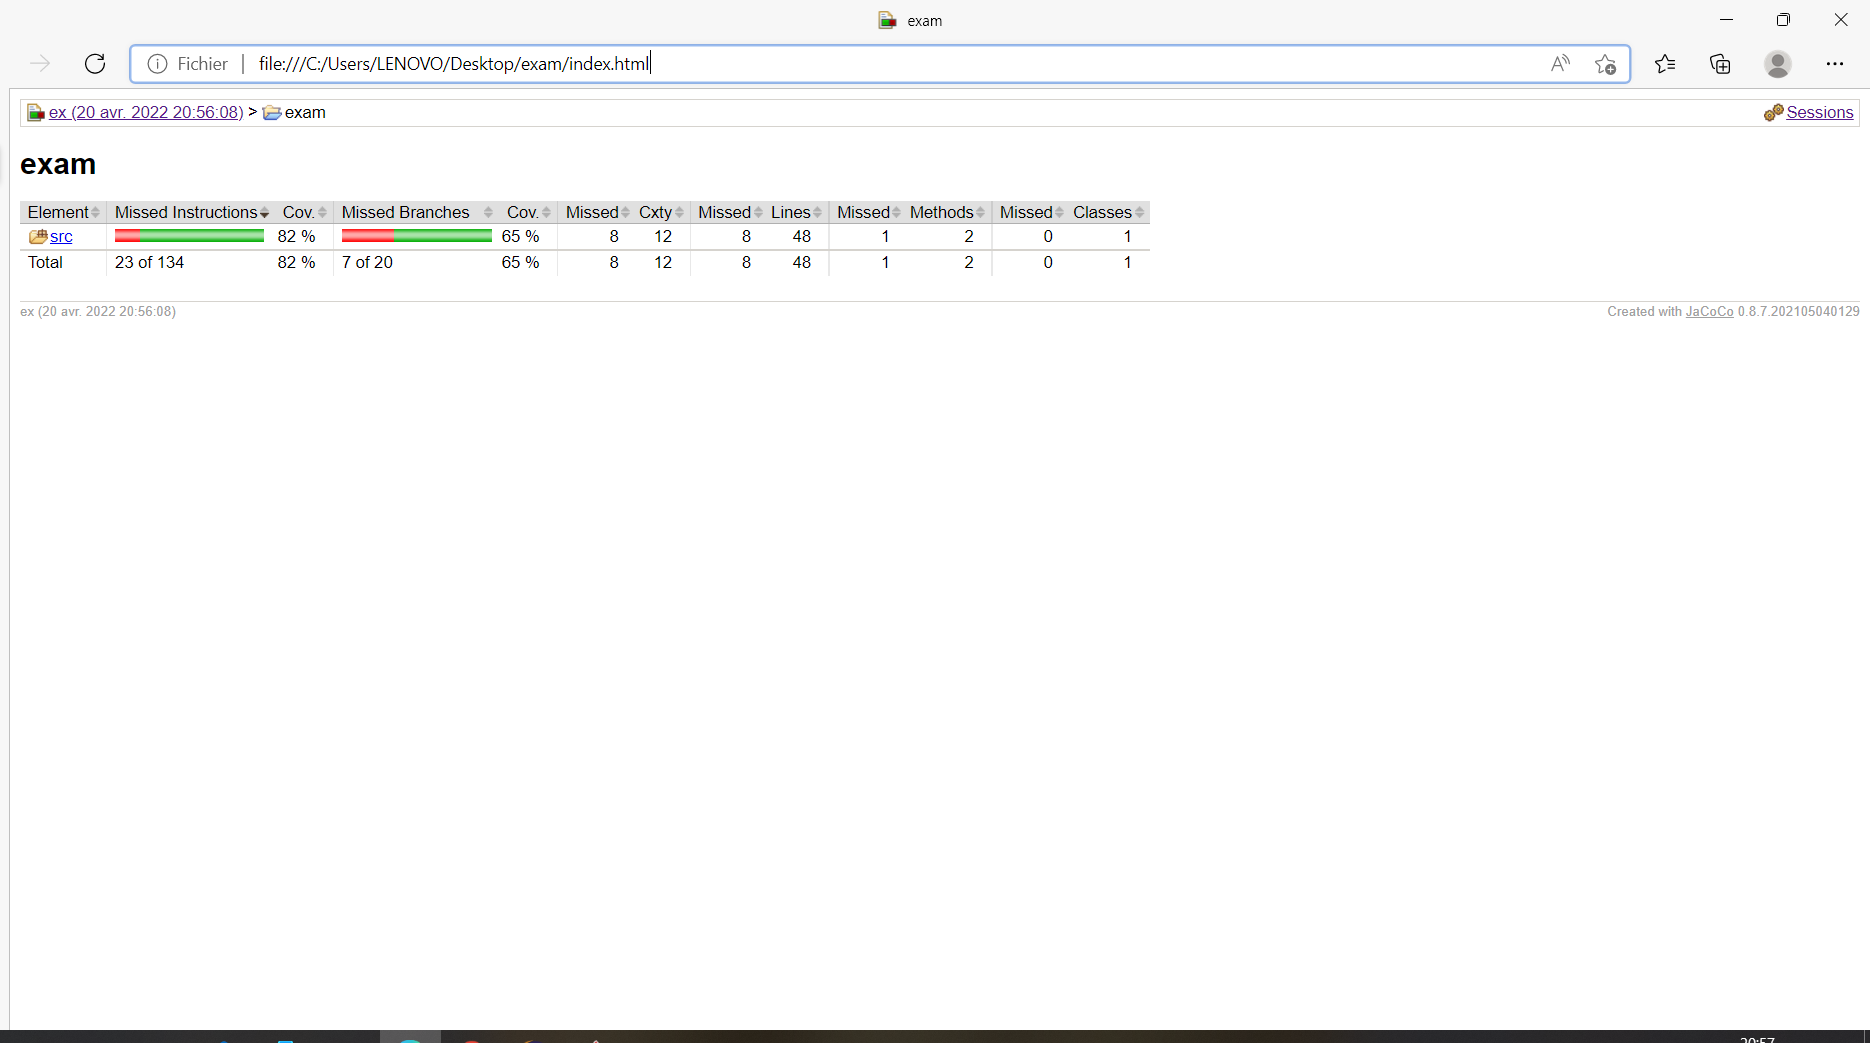 exam
Fichier file:///C:/Users/LENOVO/Desktop/exam/index.html
ex (20 avr. 2022 20:56:08) > exam Sessions
exam
Element Missed Instructions Cov. Missed Branches Cov. Missed Cxty Missed Lines Missed Methods Missed Classes
src 82 % 65 % 8 12 8 48 1 2 0 1
Total 23 of 134 82 % 7 of 20 65 % 8 12 8 48 1 2 0 1
ex (20 avr. 2022 20:56:08) Created with JaCoCo 0.8.7.202105040129
20:57